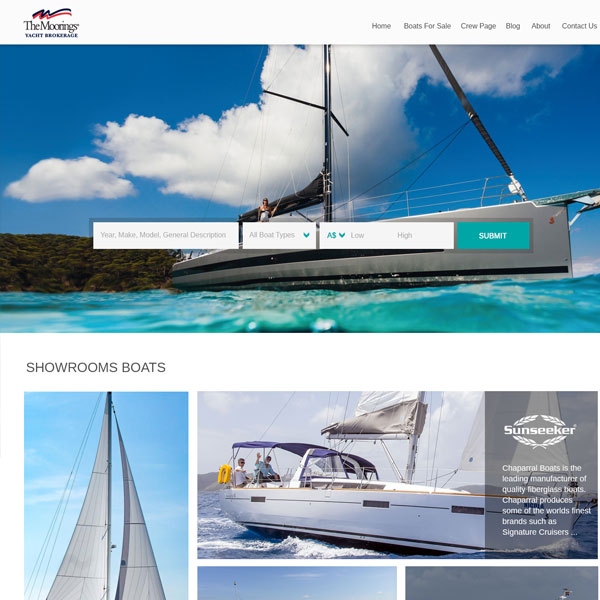 The Moorings®
YACHT BROKERAGE
Home Boats For Sale Crew Page Blog About Contact Us
Year, Make, Model, General Description All Boat Types A$ Low High SUBMIT
SHOWROOMS BOATS
Sunseeker
Chaparral Boats is the
leading manufacturer of
quality fiberglass boats.
Chaparral produces
some of the worlds finest
brands such as
Signature Cruisers ...